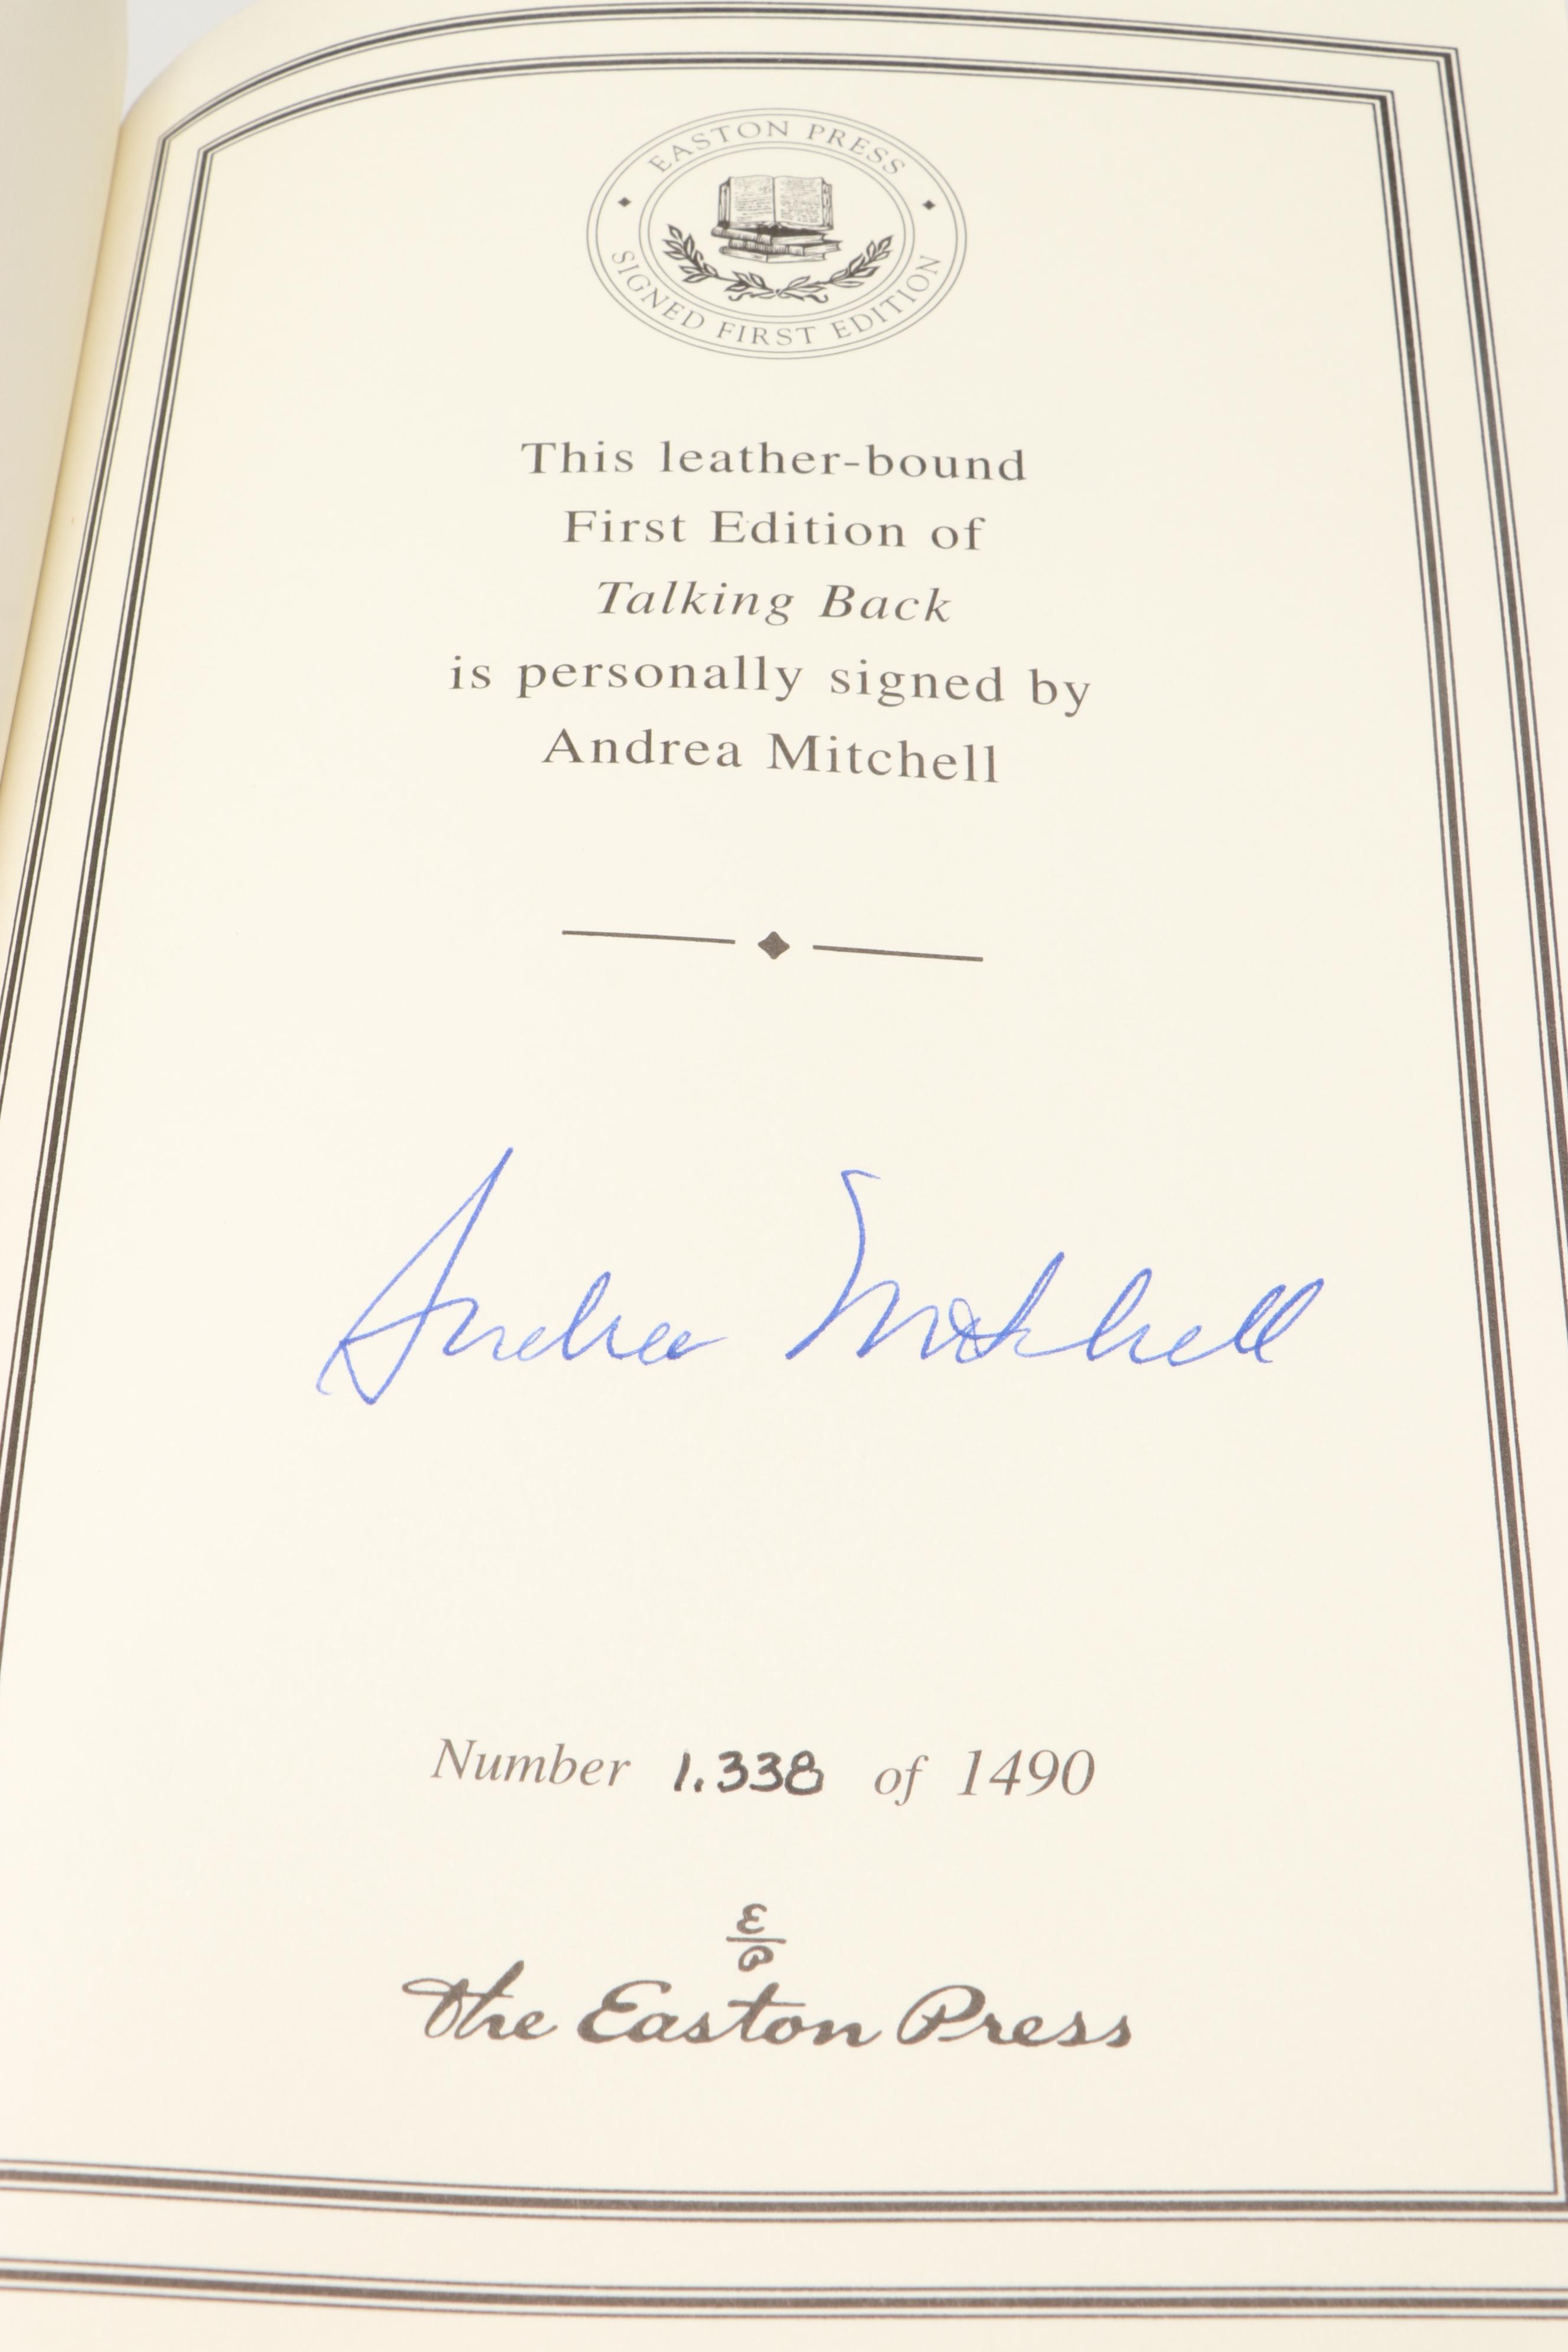 EASTON PRESS
SIGNED FIRST EDITION
This leather-bound
First Edition of
Talking Back
is personally signed by
Andrea Mitchell
Andrea Mitchell
Number 1.338 of 1490
E
P
The Easton Press